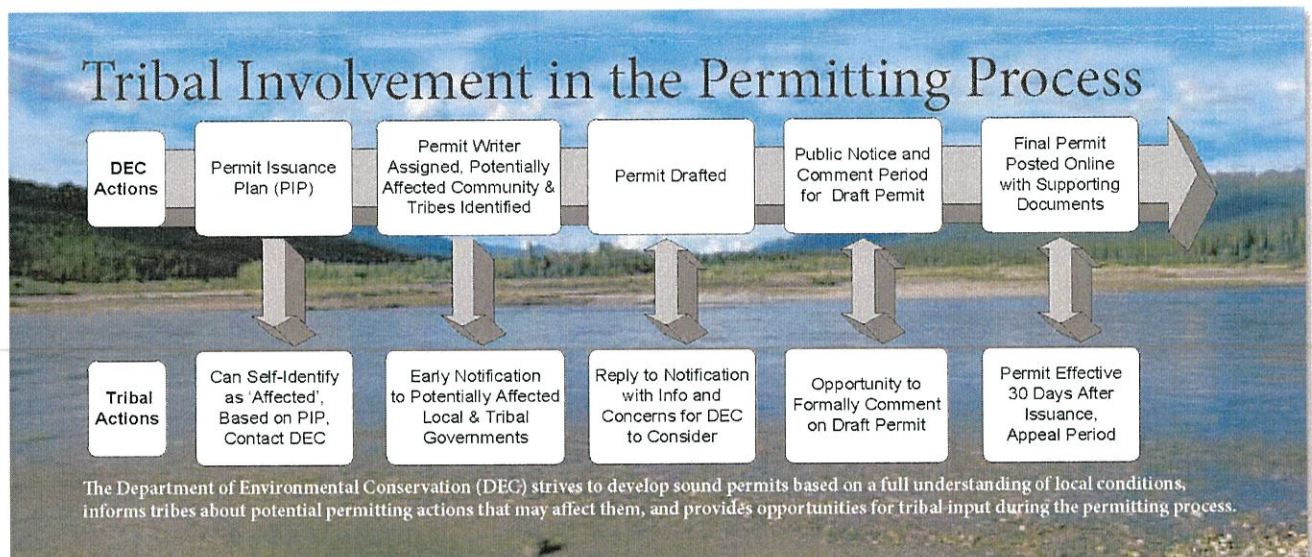 Tribal Involvement in the Permitting Process
DEC
Actions
Permit Issuance
Plan (PIP)
Permit Writer
Assigned, Potentially
Affected Community &
Tribes Identified
Permit Drafted
Public Notice and
Comment Period
for Draft Permit
Final Permit
Posted Online
with Supporting
Documents
Tribal
Actions
Can Self-Identify
as 'Affected',
Based on PIP,
Contact DEC
Early Notification
to Potentially Affected
Local & Tribal
Governments
Reply to Notification
with Info and
Concerns for DEC
to Consider
Opportunity to
Formally Comment
on Draft Permit
Permit Effective
30 Days After
Issuance,
Appeal Period
The Department of Environmental Conservation (DEC) strives to develop sound permits based on a full understanding of local conditions,
informs tribes about potential permitting actions that may affect them, and provides opportunities for tribal input during the permitting process.